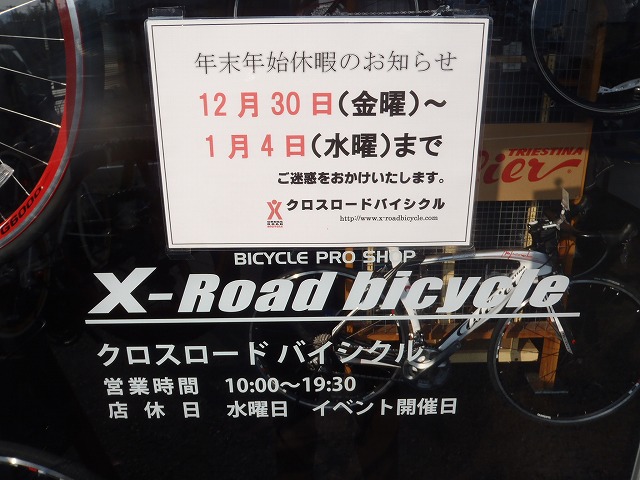 年末年始休暇のお知らせ
12月30日(金曜)～
1月4日(水曜)まで
ご迷惑をおかけいたします。
クロスロードバイシクル
http://www.x-roadbicycle.com
TRIESTINA
BICYCLE PRO SHOP
X-Road bicycle
クロスロード バイシクル
営業時間 10:00～19:30
店休日 水曜日 イベント開催日